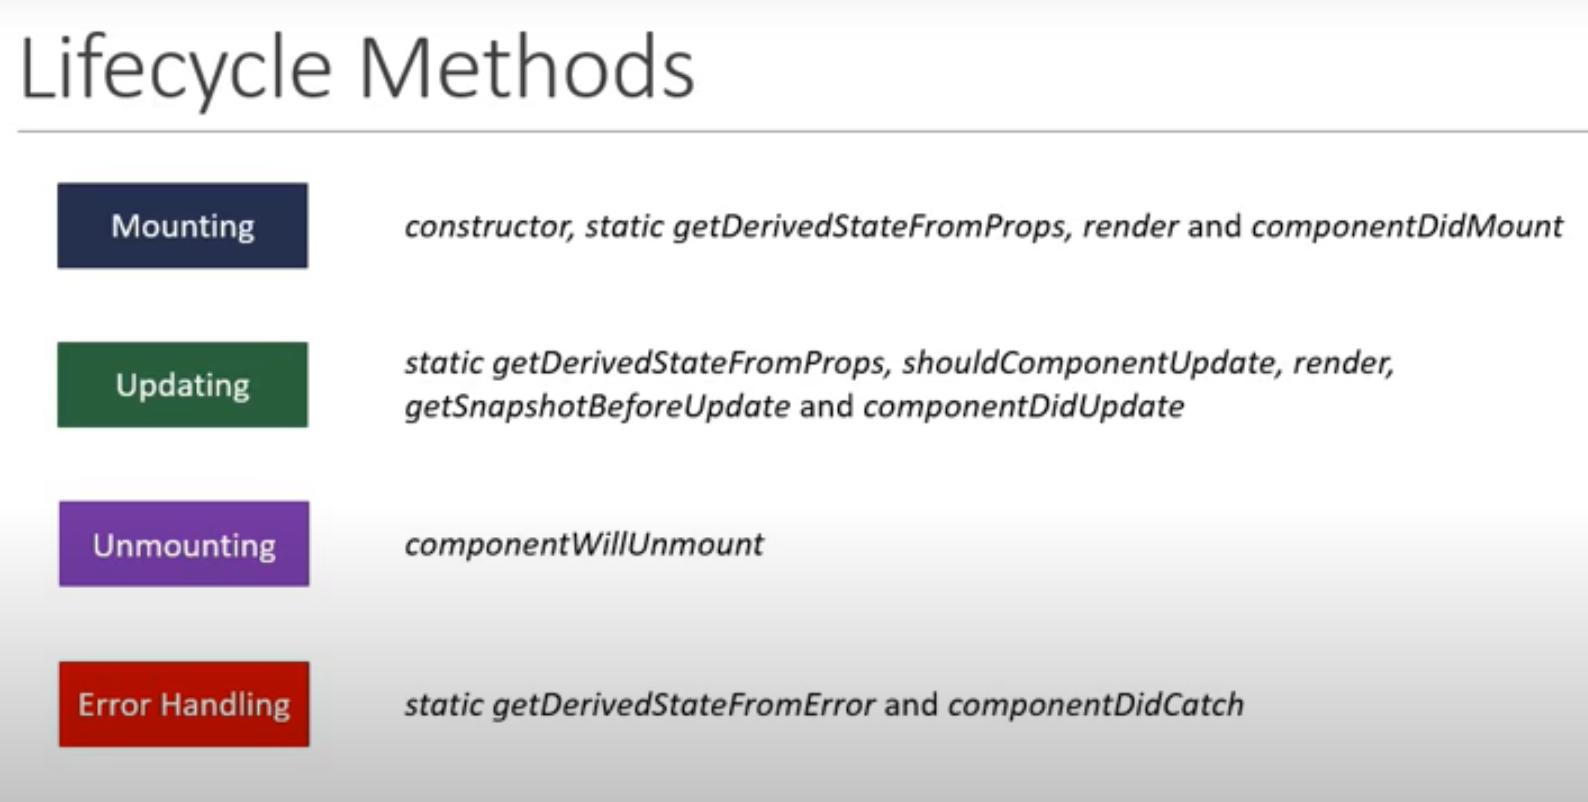 Lifecycle Methods
Mounting
constructor, static getDerivedStateFromProps, render and componentDidMount
Updating
static getDerivedStateFromProps, shouldComponentUpdate, render,
getSnapshotBeforeUpdate and componentDidUpdate
Unmounting
componentWillUnmount
Error Handling
static getDerivedStateFromError and componentDidCatch